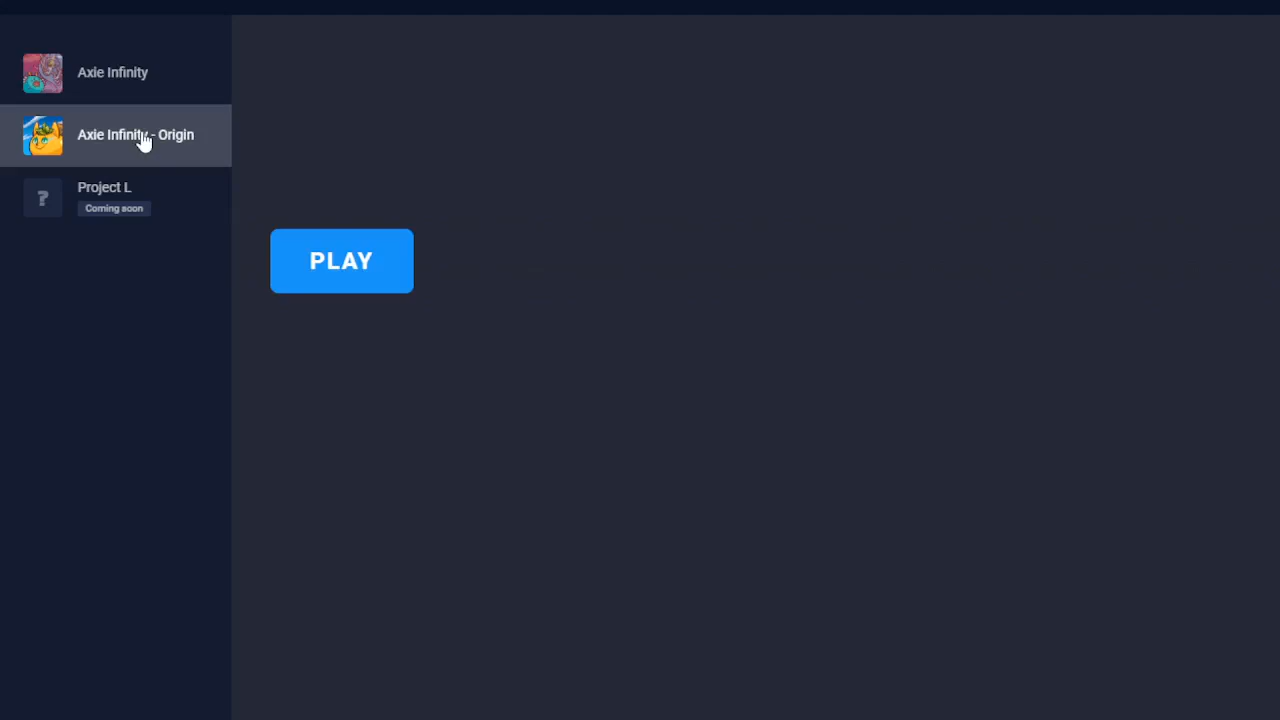 Axie Infinity
Axie Infinity - Origin
Project L
?
Coming soon
PLAY